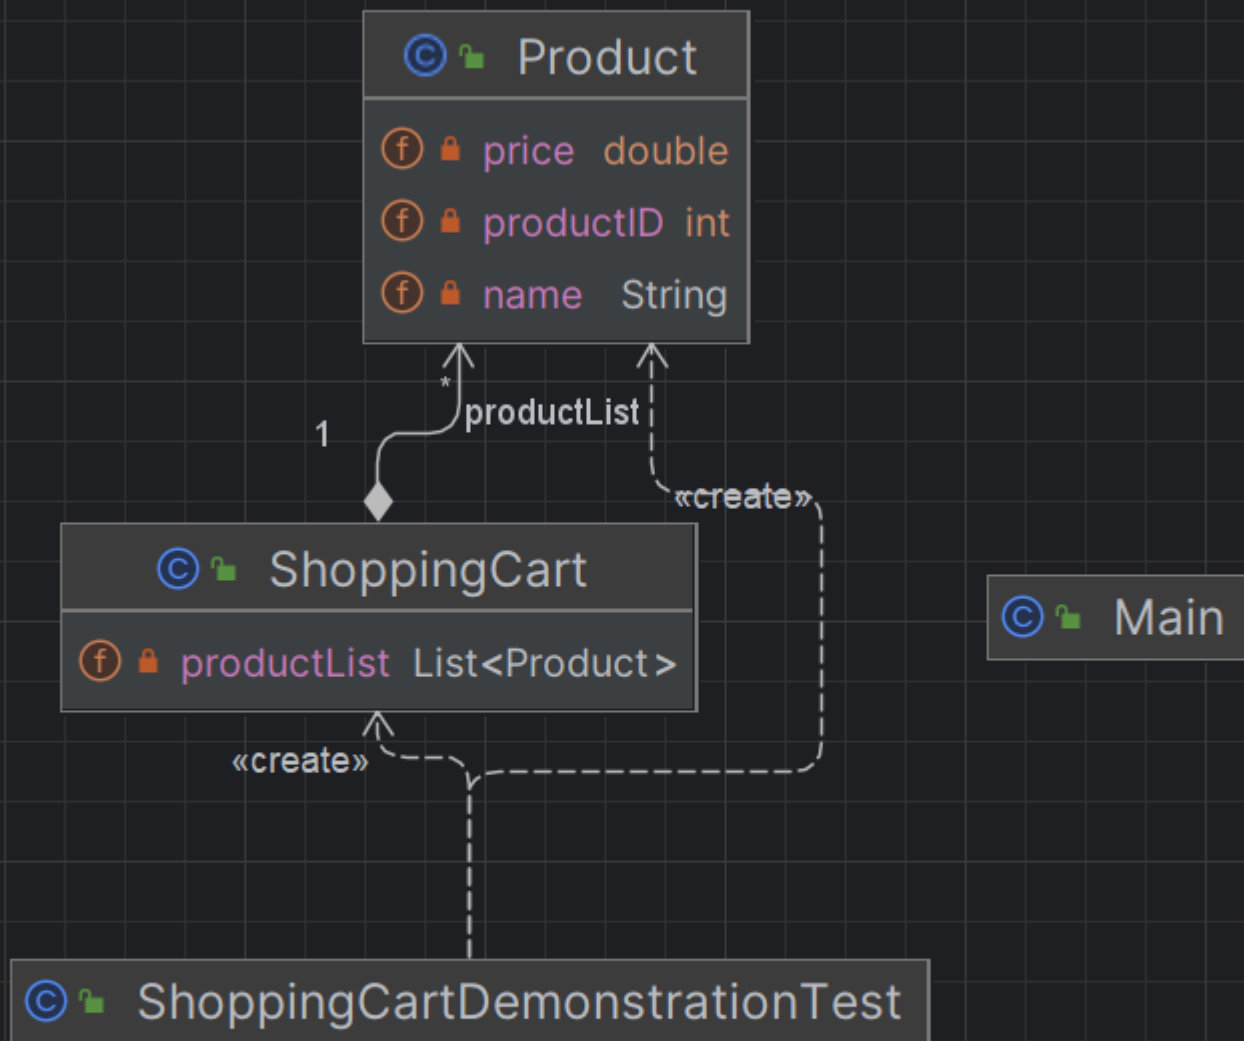 Product
price double
productID int
name String
*
productList
1
«create»
ShoppingCart
productList List<Product>
Main
«create»
ShoppingCartDemonstrationTest